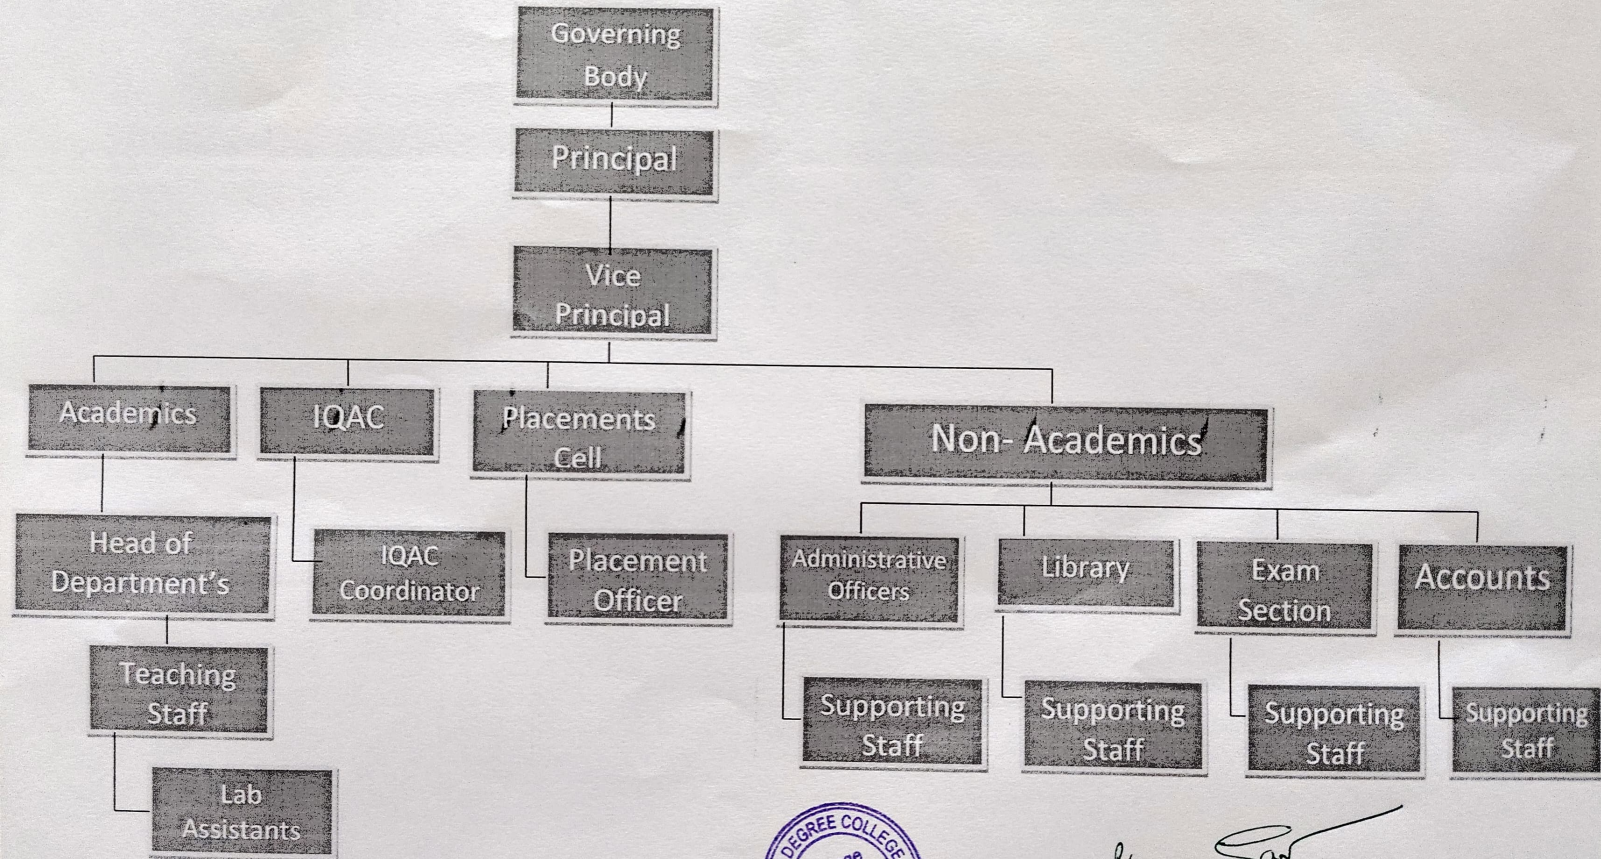 Governing
Body
Principal
Vice
Principal
Academics
IQAC
Placements
Cell
Non- Academics
Head of
Department's
IQAC
Coordinator
Placement
Officer
Administrative
Officers
Library
Exam
Section
Accounts
Teaching
Staff
Supporting
Staff
Supporting
Staff
Supporting
Staff
Supporting
Staff
Lab
Assistants
DEGREE COLLEGE